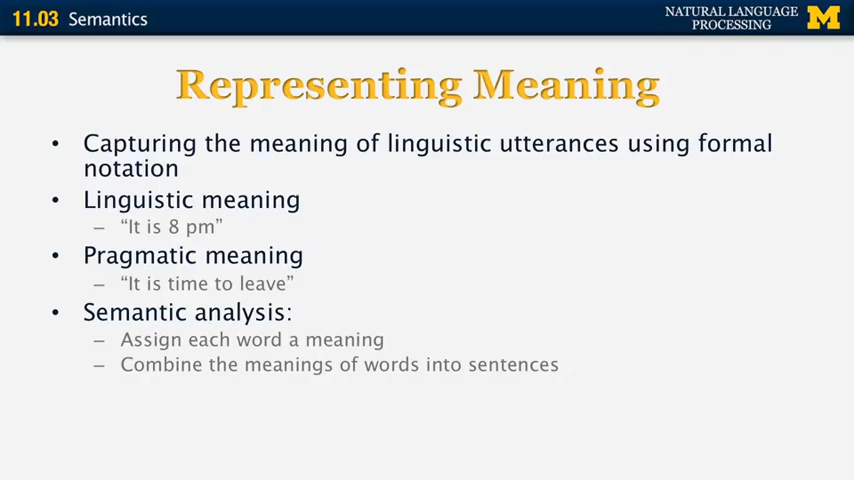 11.03 Semantics
NATURAL LANGUAGE
PROCESSING
M
Representing Meaning
• Capturing the meaning of linguistic utterances using formal
notation
• Linguistic meaning
– “It is 8 pm”
• Pragmatic meaning
– “It is time to leave”
• Semantic analysis:
– Assign each word a meaning
– Combine the meanings of words into sentences